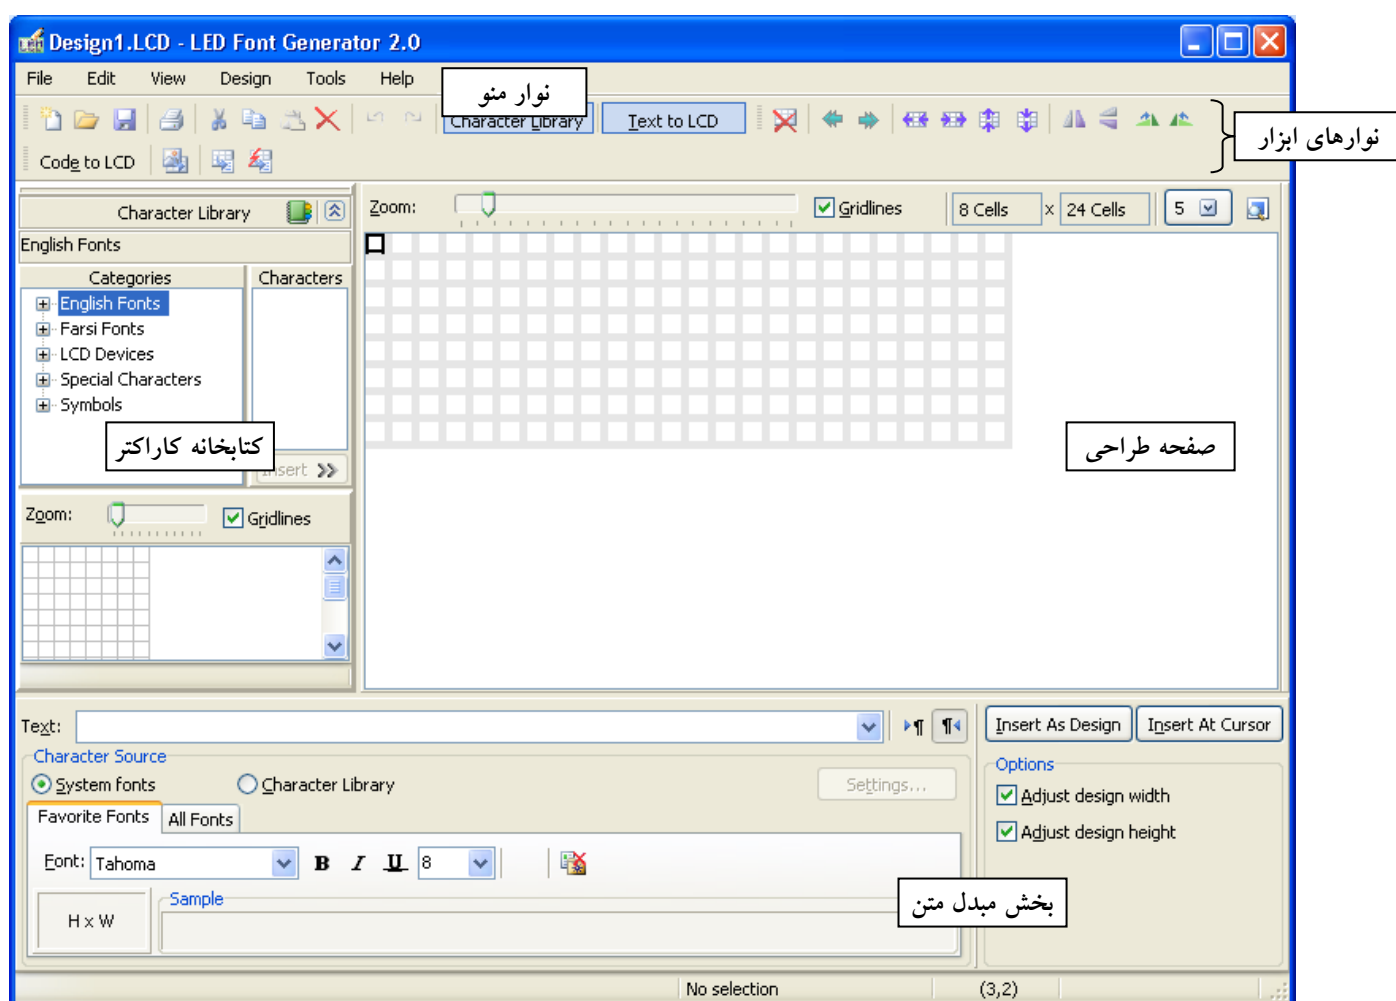 Design1.LCD - LED Font Generator 2.0
File Edit View Design Tools Help
نوار منو
Character Library Text to LCD
نوارهای ابزار
Code to LCD
Character Library
Zoom: Gridlines 8 Cells x 24 Cells 5
English Fonts
Categories Characters
English Fonts
Farsi Fonts
LCD Devices
Special Characters
Symbols
کتابخانه کاراکتر
صفحه طراحی
Insert
Zoom: Gridlines
Text: Insert As Design Insert At Cursor
Character Source
Options
System fonts Character Library Settings...
Adjust design width
Favorite Fonts All Fonts
Adjust design height
Font: Tahoma B I U 8
Sample
بخش مبدل متن
H x W
No selection (3,2)